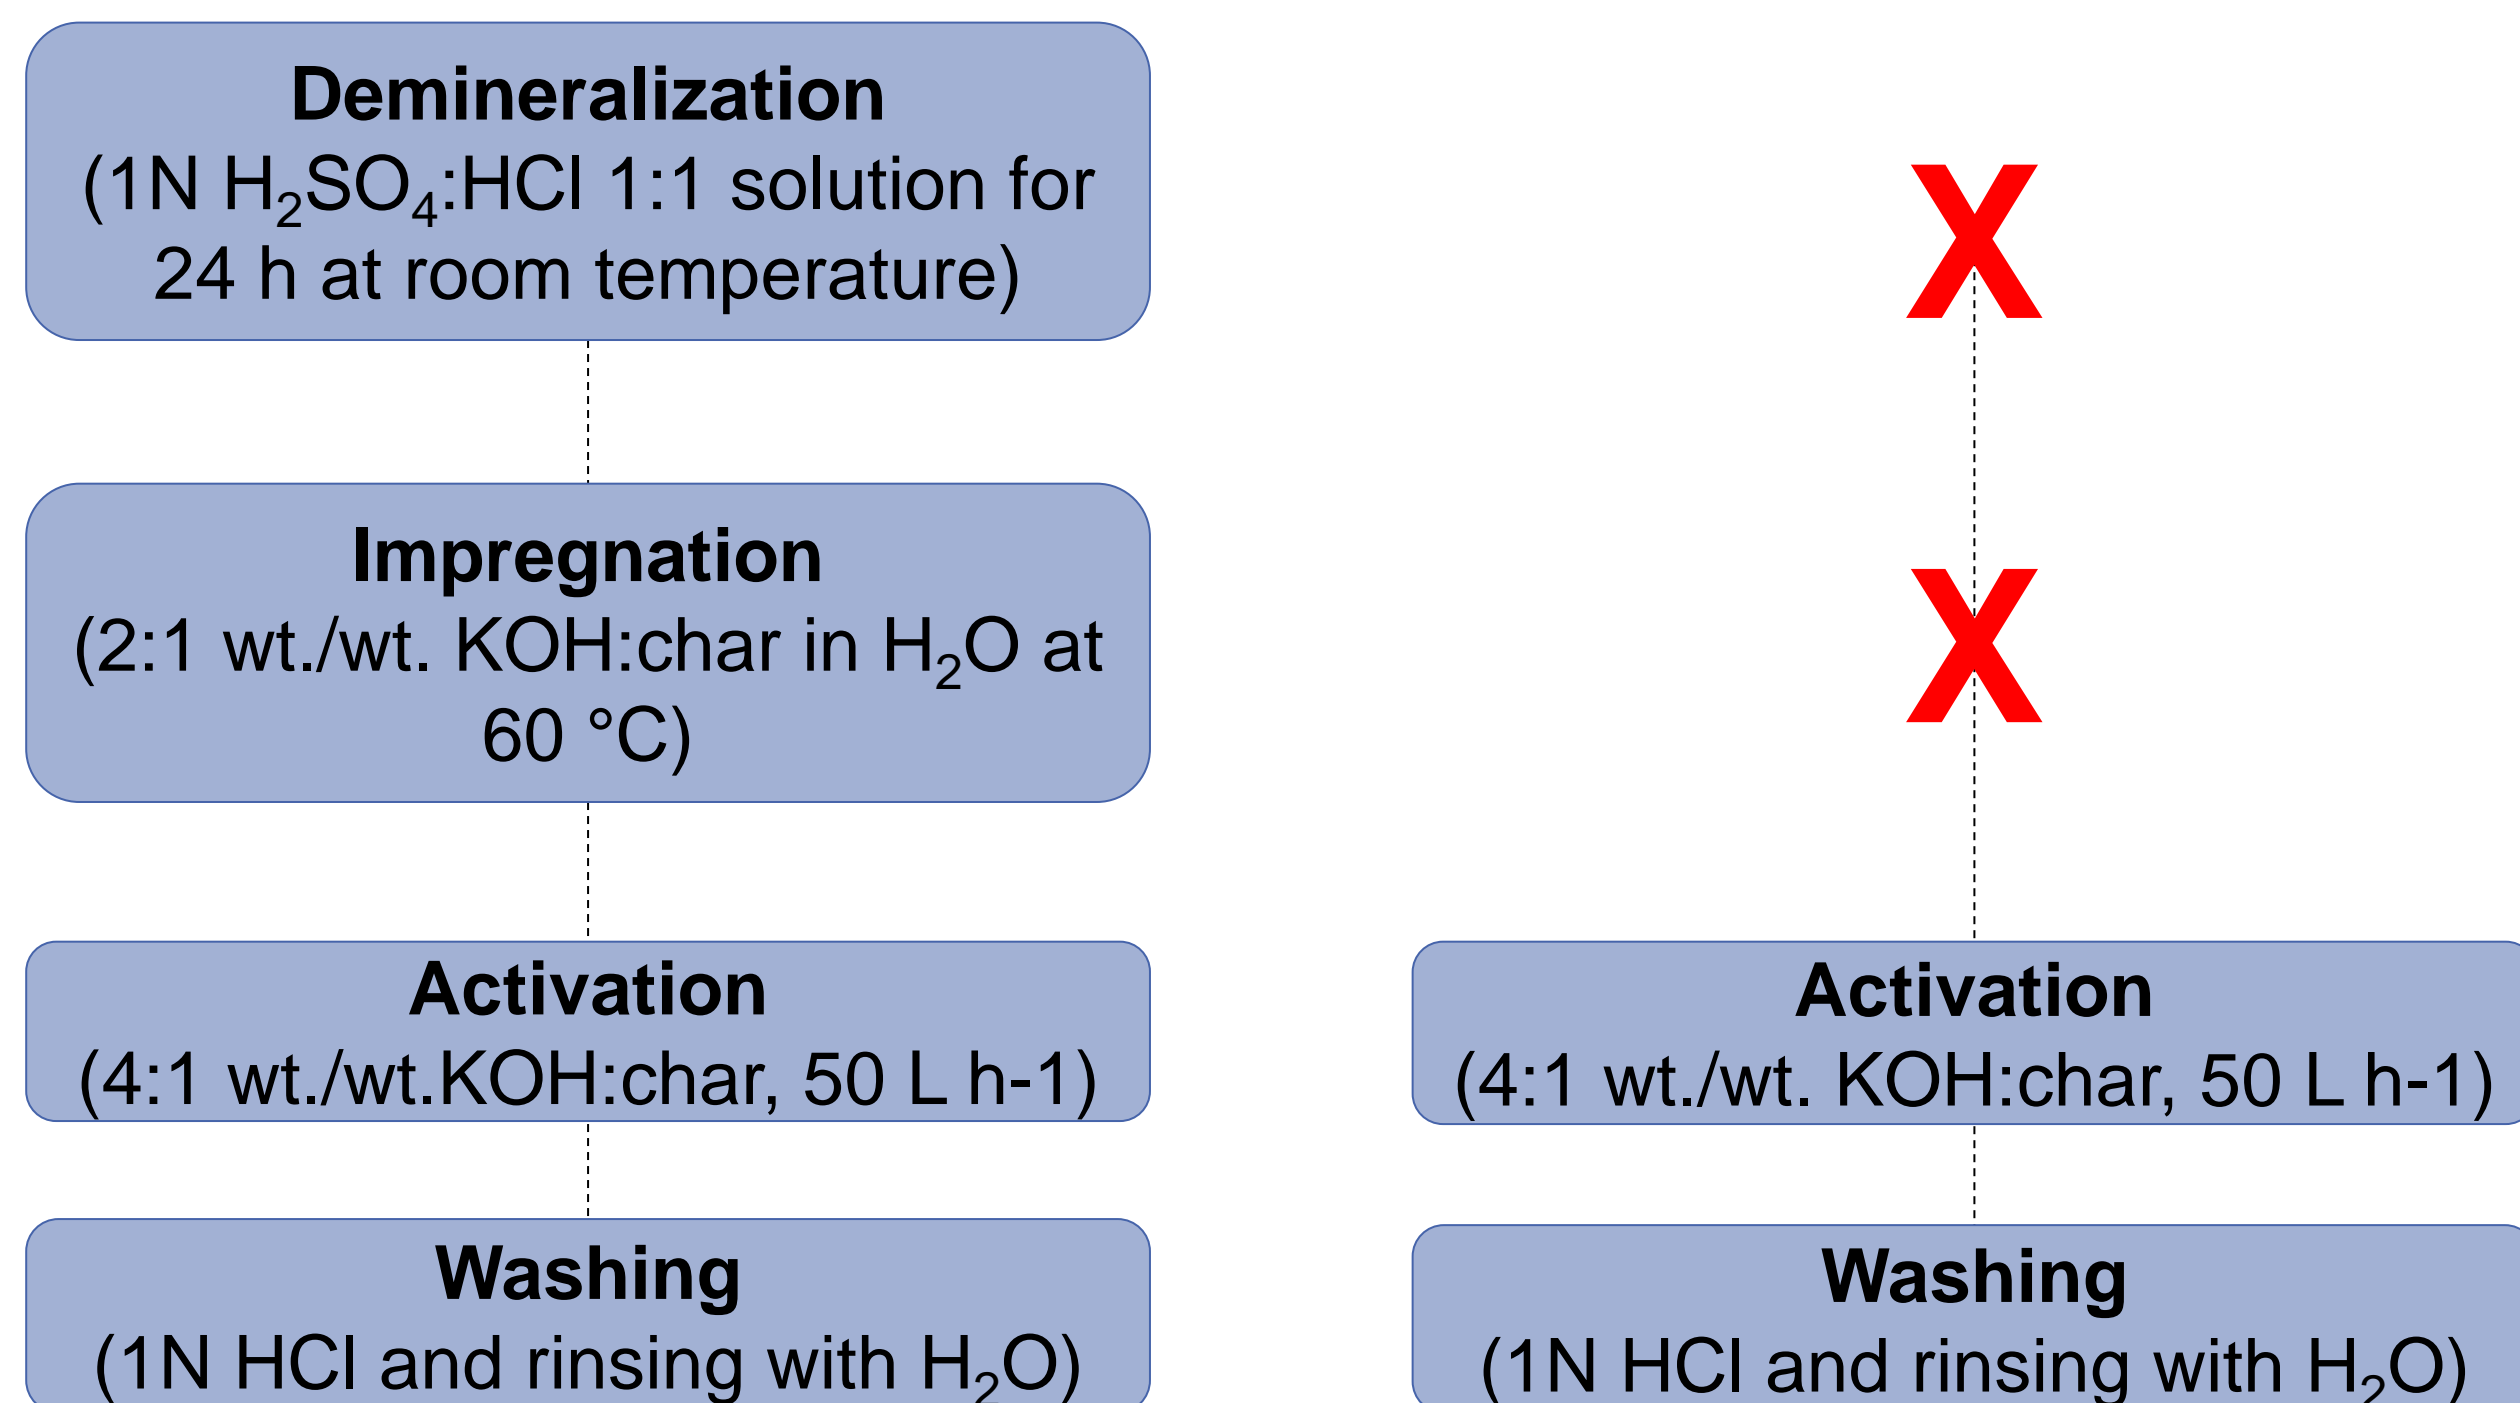 Demineralization
(1N H₂SO₄:HCl 1:1 solution for
24 h at room temperature)
X
Impregnation
(2:1 wt./wt. KOH:char in H₂O at
60 °C)
X
Activation
(4:1 wt./wt.KOH:char, 50 L h-1)
Activation
(4:1 wt./wt. KOH:char, 50 L h-1)
Washing
(1N HCl and rinsing with H₂O)
Washing
(1N HCl and rinsing with H₂O)